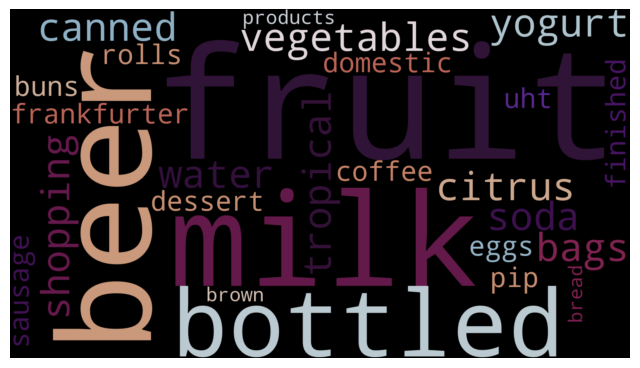 canned
products
vegetables
yogurt
rolls
domestic
buns
frankfurter
beer
fruit
uht
finished
shopping
water
tropical
coffee
citrus
dessert
milk
soda
eggs
bags
sausage
pip
brown
bottled
bread